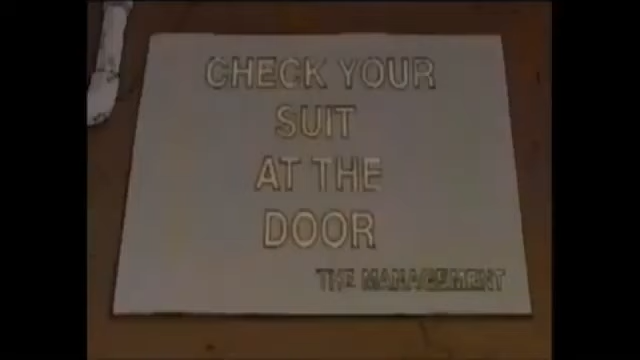 CHECK YOUR
SUIT
AT THE
DOOR
THE MANAGEMENT